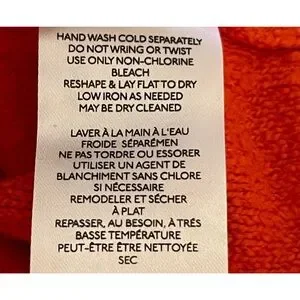 HAND WASH COLD SEPARATELY
DO NOT WRING OR TWIST
USE ONLY NON-CHLORINE
BLEACH
RESHAPE & LAY FLAT TO DRY
LOW IRON AS NEEDED
MAY BE DRY CLEANED
LAVER À LA MAIN À L'EAU
FROIDE SÉPARÉMEN
NE PAS TORDRE OU ESSORER
UTILISER UN AGENT DE
BLANCHIMENT SANS CHLORE
SI NÉCESSAIRE
REMODELER ET SÉCHER
À PLAT
REPASSER, AU BESOIN, À TRÉS
BASSE TEMPÉRATURE
PEUT-ÊTRE ÊTRE NETTOYÉE
SEC